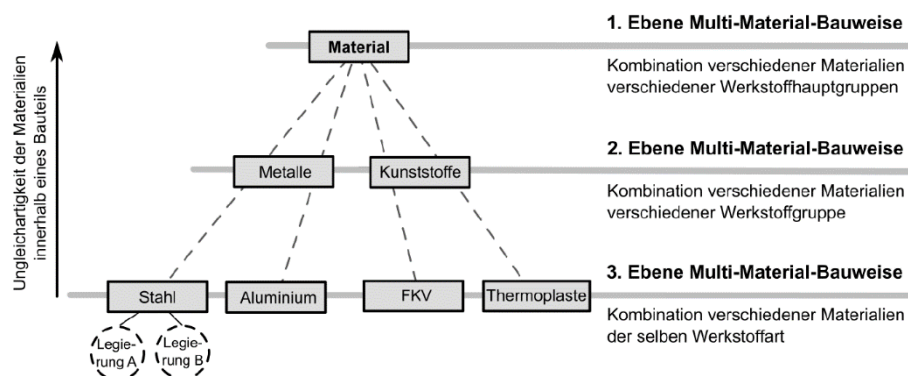 1. Ebene Multi-Material-Bauweise
Material
Kombination verschiedener Materialien
verschiedener Werkstoffhauptgruppen
Ungleichartigkeit der Materialien
innerhalb eines Bauteils
2. Ebene Multi-Material-Bauweise
Metalle
Kunststoffe
Kombination verschiedener Materialien
verschiedener Werkstoffgruppe
3. Ebene Multi-Material-Bauweise
Stahl
Aluminium
FKV
Thermoplaste
Kombination verschiedener Materialien
der selben Werkstoffart
Legie-
rung A
Legie-
rung B